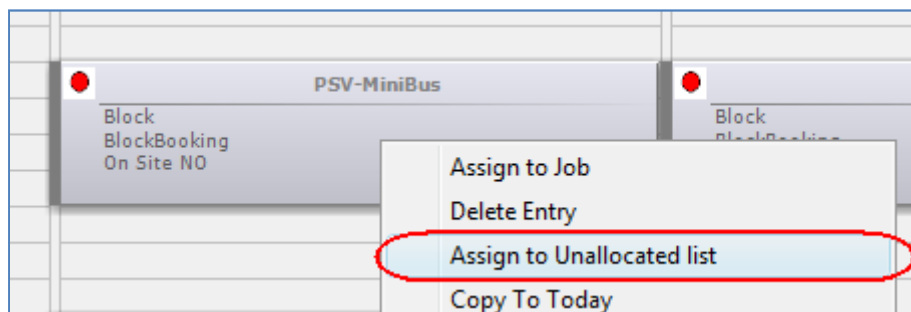 PSV-MiniBus
Block
BlockBooking
On Site NO
Block
BlockBooking
Assign to Job
Delete Entry
Assign to Unallocated list
Copy To Today